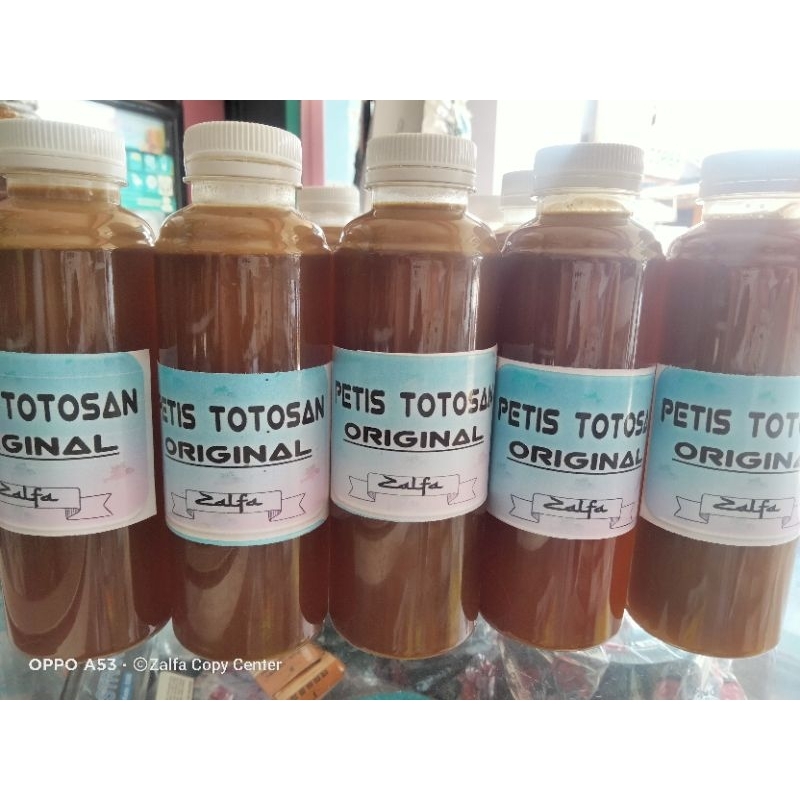 TOTOSAN
GINAL
Zalfa
PETIS TOTOSAN
ORIGINAL
Zalfa
PETIS TOTOSAN
ORIGINAL
Zalfa
PETIS TOTOSA
ORIGINAL
Zalfa
PETIS TOT
ORIGINA
Zalfa
OPPO A53 · ©Zalfa Copy Center